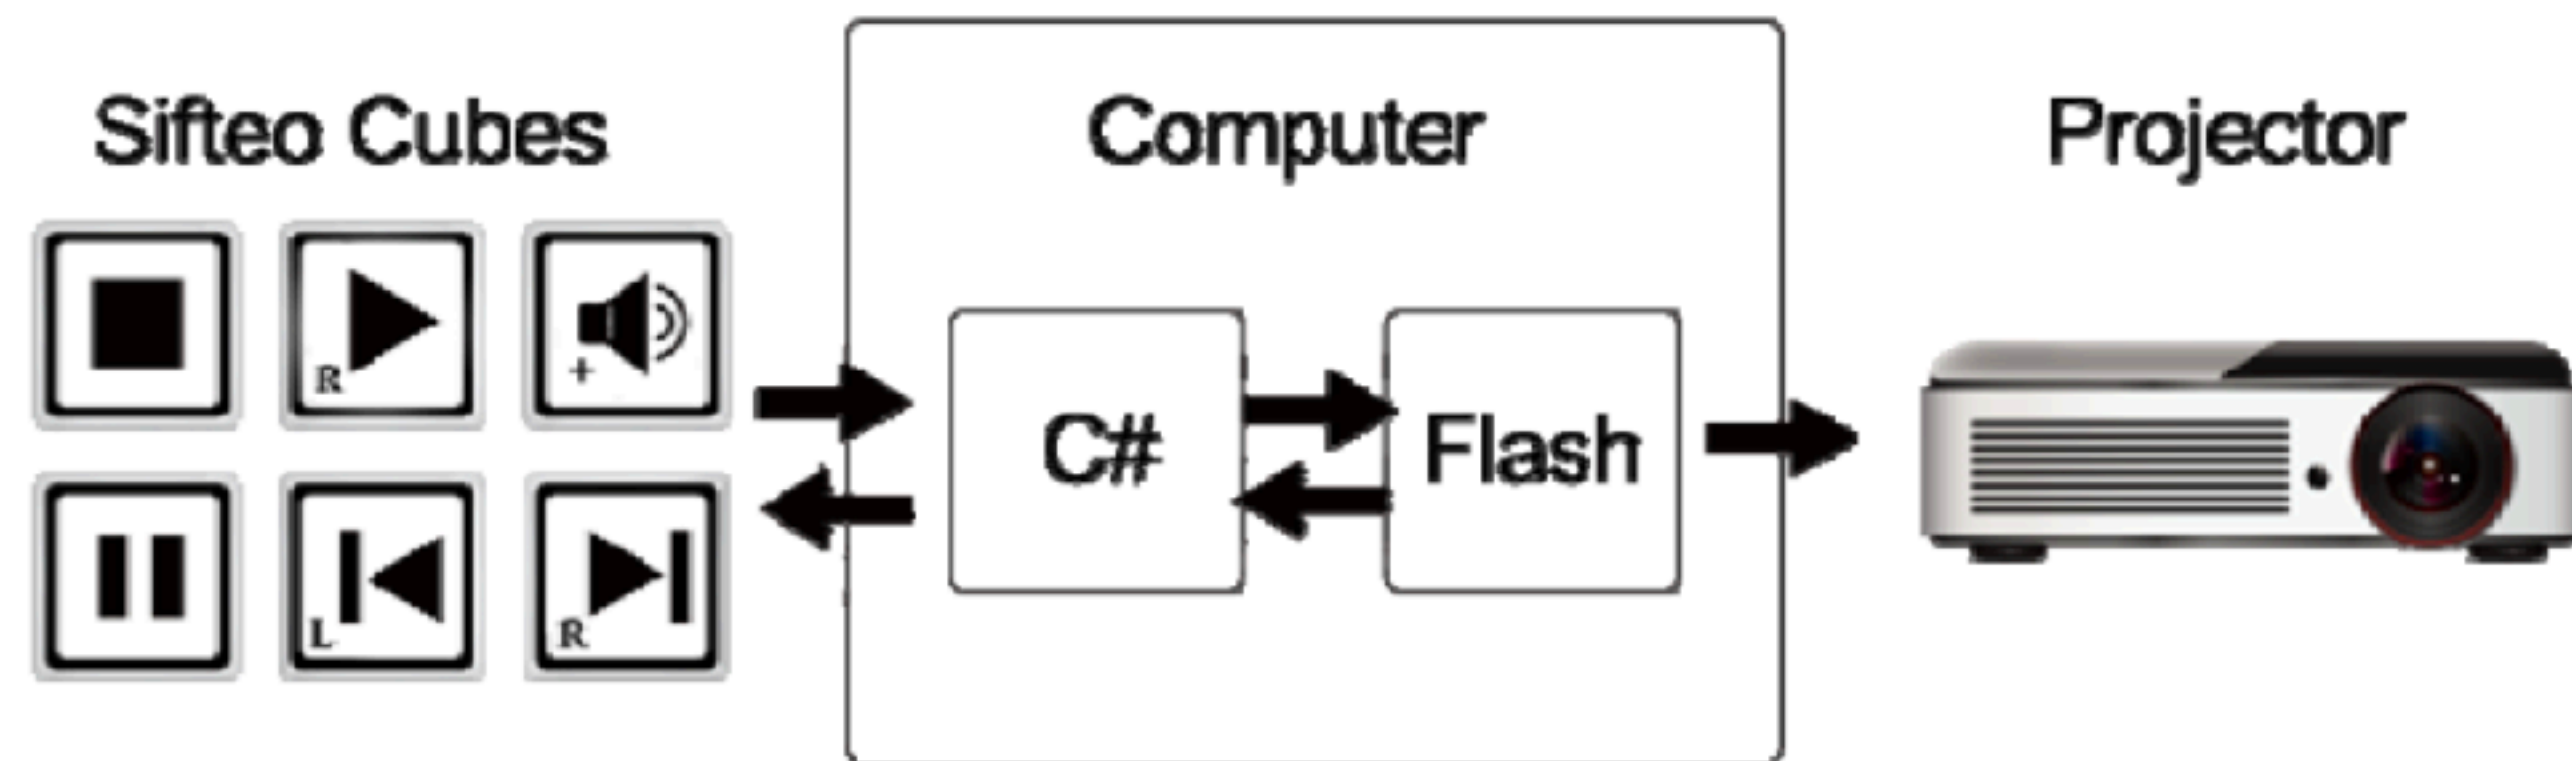 Sifteo Cubes
Computer
Projector
R
+
L
R
C#
Flash